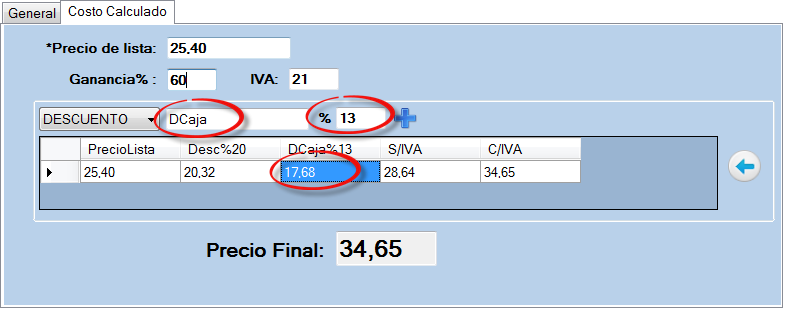 General Costo Calculado
*Precio de lista: 25,40
Ganancia% : 60 IVA: 21
DESCUENTO DCaja % 13
PrecioLista Desc%20 DCaja%13 S/IVA C/IVA
25,40 20,32 17,68 28,64 34,65
Precio Final: 34,65